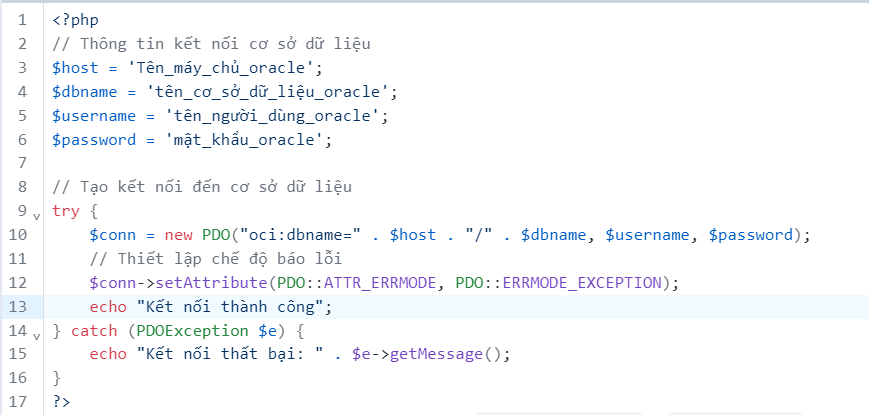 1 <?php
2 // Thông tin kết nối cơ sở dữ liệu
3 $host = 'Tên_máy_chủ_oracle';
4 $dbname = 'tên_cơ_sở_dữ_liệu_oracle';
5 $username = 'tên_người_dùng_oracle';
6 $password = 'mật_khẩu_oracle';
7
8 // Tạo kết nối đến cơ sở dữ liệu
9 try {
10     $conn = new PDO("oci:dbname=" . $host . "/" . $dbname, $username, $password);
11     // Thiết lập chế độ báo lỗi
12     $conn->setAttribute(PDO::ATTR_ERRMODE, PDO::ERRMODE_EXCEPTION);
13     echo "Kết nối thành công";
14 } catch (PDOException $e) {
15     echo "Kết nối thất bại: " . $e->getMessage();
16 }
17 ?>